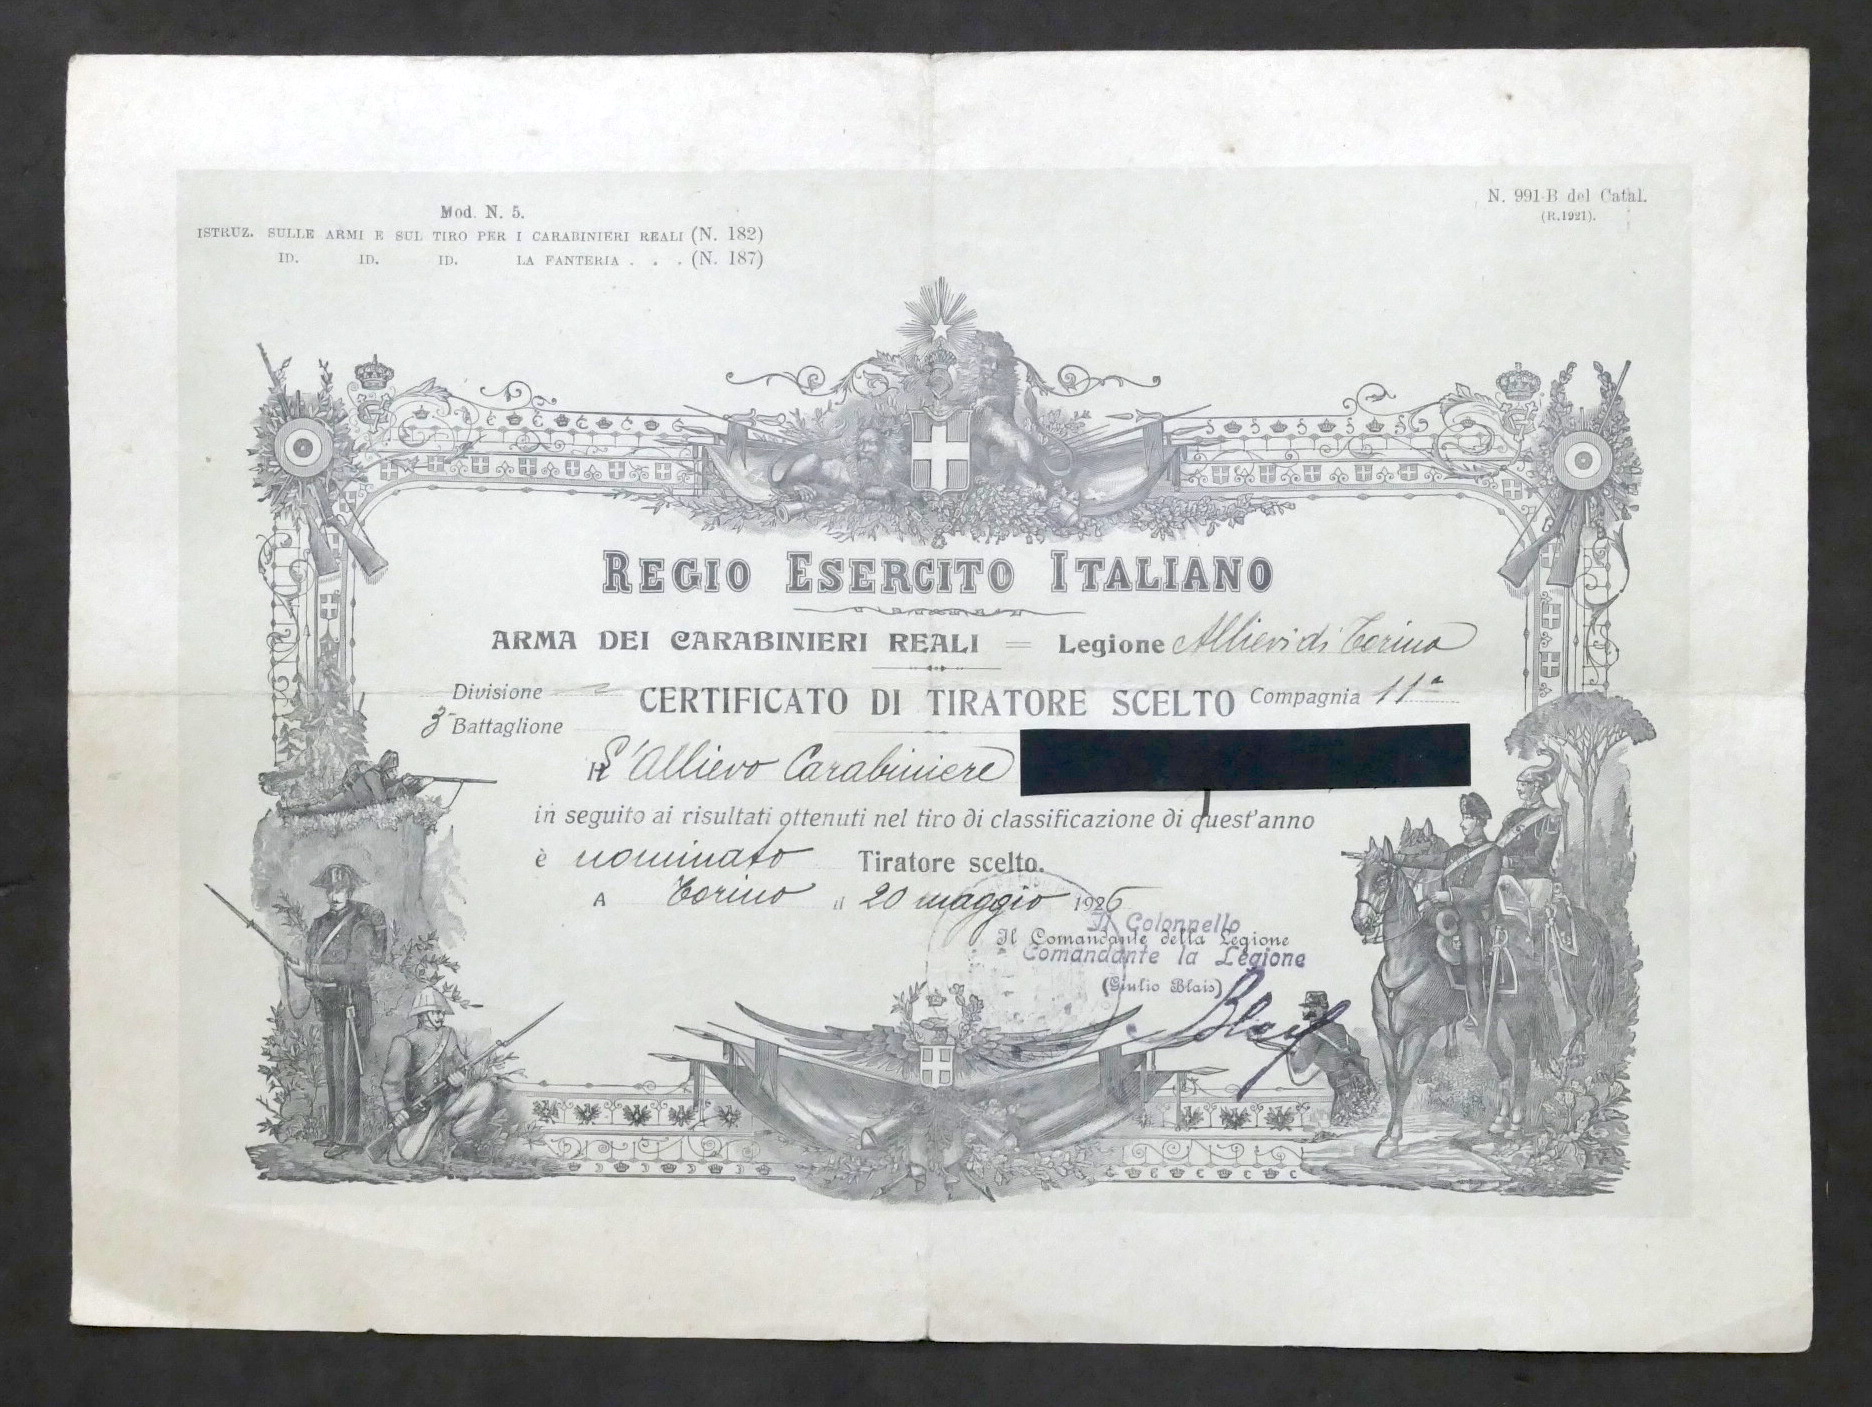 Mod. N. 5.
N. 991-B del Catal.
(R.1921).
ISTRUZ. SULLE ARMI E SUL TIRO PER I CARABINIERI REALI (N. 182)
ID. ID. ID. LA FANTERIA . . . (N. 187)
REGIO ESERCITO ITALIANO
ARMA DEI CARABINIERI REALI = Legione Allievi di Torino
Divisione CERTIFICATO DI TIRATORE SCELTO Compagnia 11ª
3° Battaglione
L'Allievo Carabiniere
in seguito ai risultati ottenuti nel tiro di classificazione di quest'anno
è nominato Tiratore scelto.
A Torino il 20 maggio 1926
Il Colonnello
Il Comandante della Legione
Comandante la Legione
(Giulio Blais)
Blais